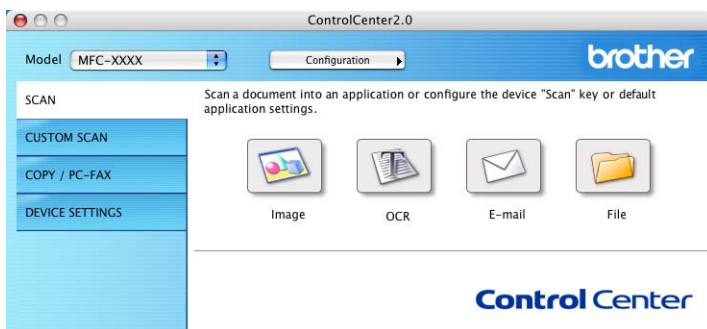 ControlCenter2.0
Model MFC-XXXX Configuration brother
SCAN
Scan a document into an application or configure the device "Scan" key or default
application settings.
CUSTOM SCAN
COPY / PC-FAX
DEVICE SETTINGS
Image OCR E-mail File
Control Center